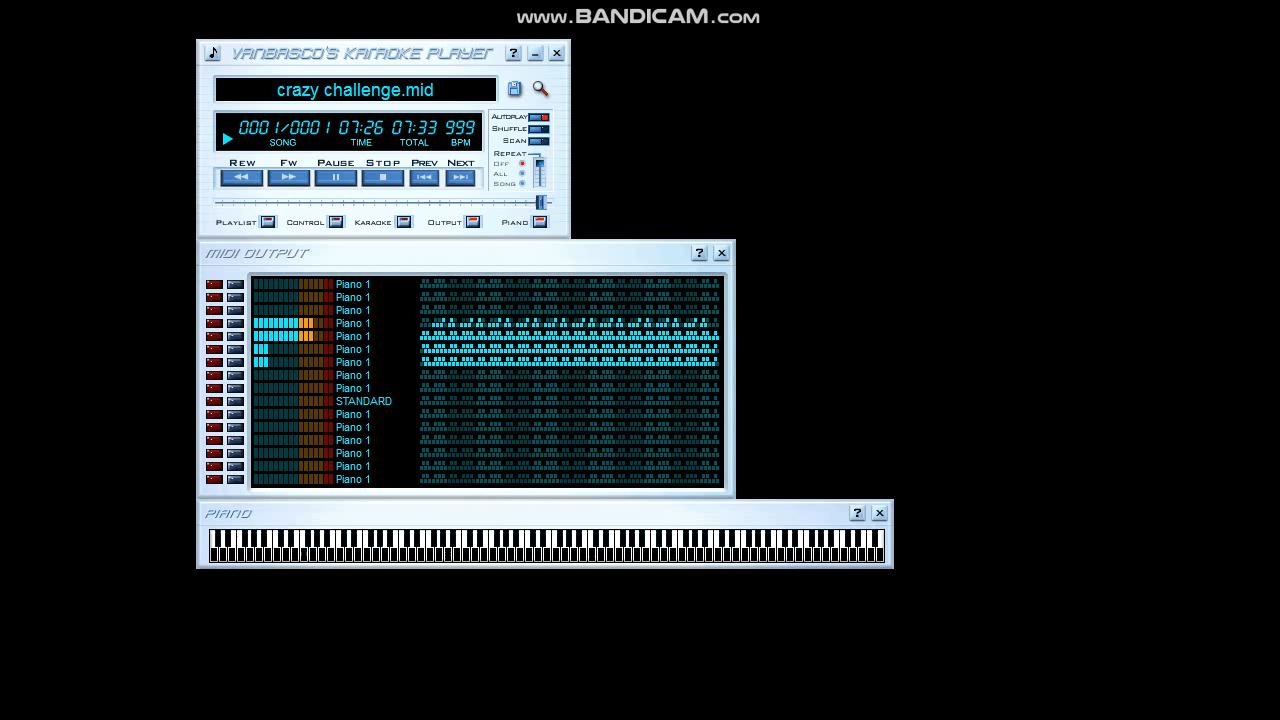 www.BANDICAM.com
VANBASCO'S KARAOKE PLAYER
crazy challenge.mid
0001/0001 07:26 07:33 999
SONG TIME TOTAL BPM
AUTOPLAY
SHUFFLE
SCAN
REPEAT
OFF
ALL
SONG
REW FW PAUSE STOP PREV NEXT
PLAYLIST CONTROL KARAOKE OUTPUT PIANO
MIDI OUTPUT
Piano 1
Piano 1
Piano 1
Piano 1
Piano 1
Piano 1
Piano 1
Piano 1
Piano 1
STANDARD
Piano 1
Piano 1
Piano 1
Piano 1
Piano 1
Piano 1
PIANO